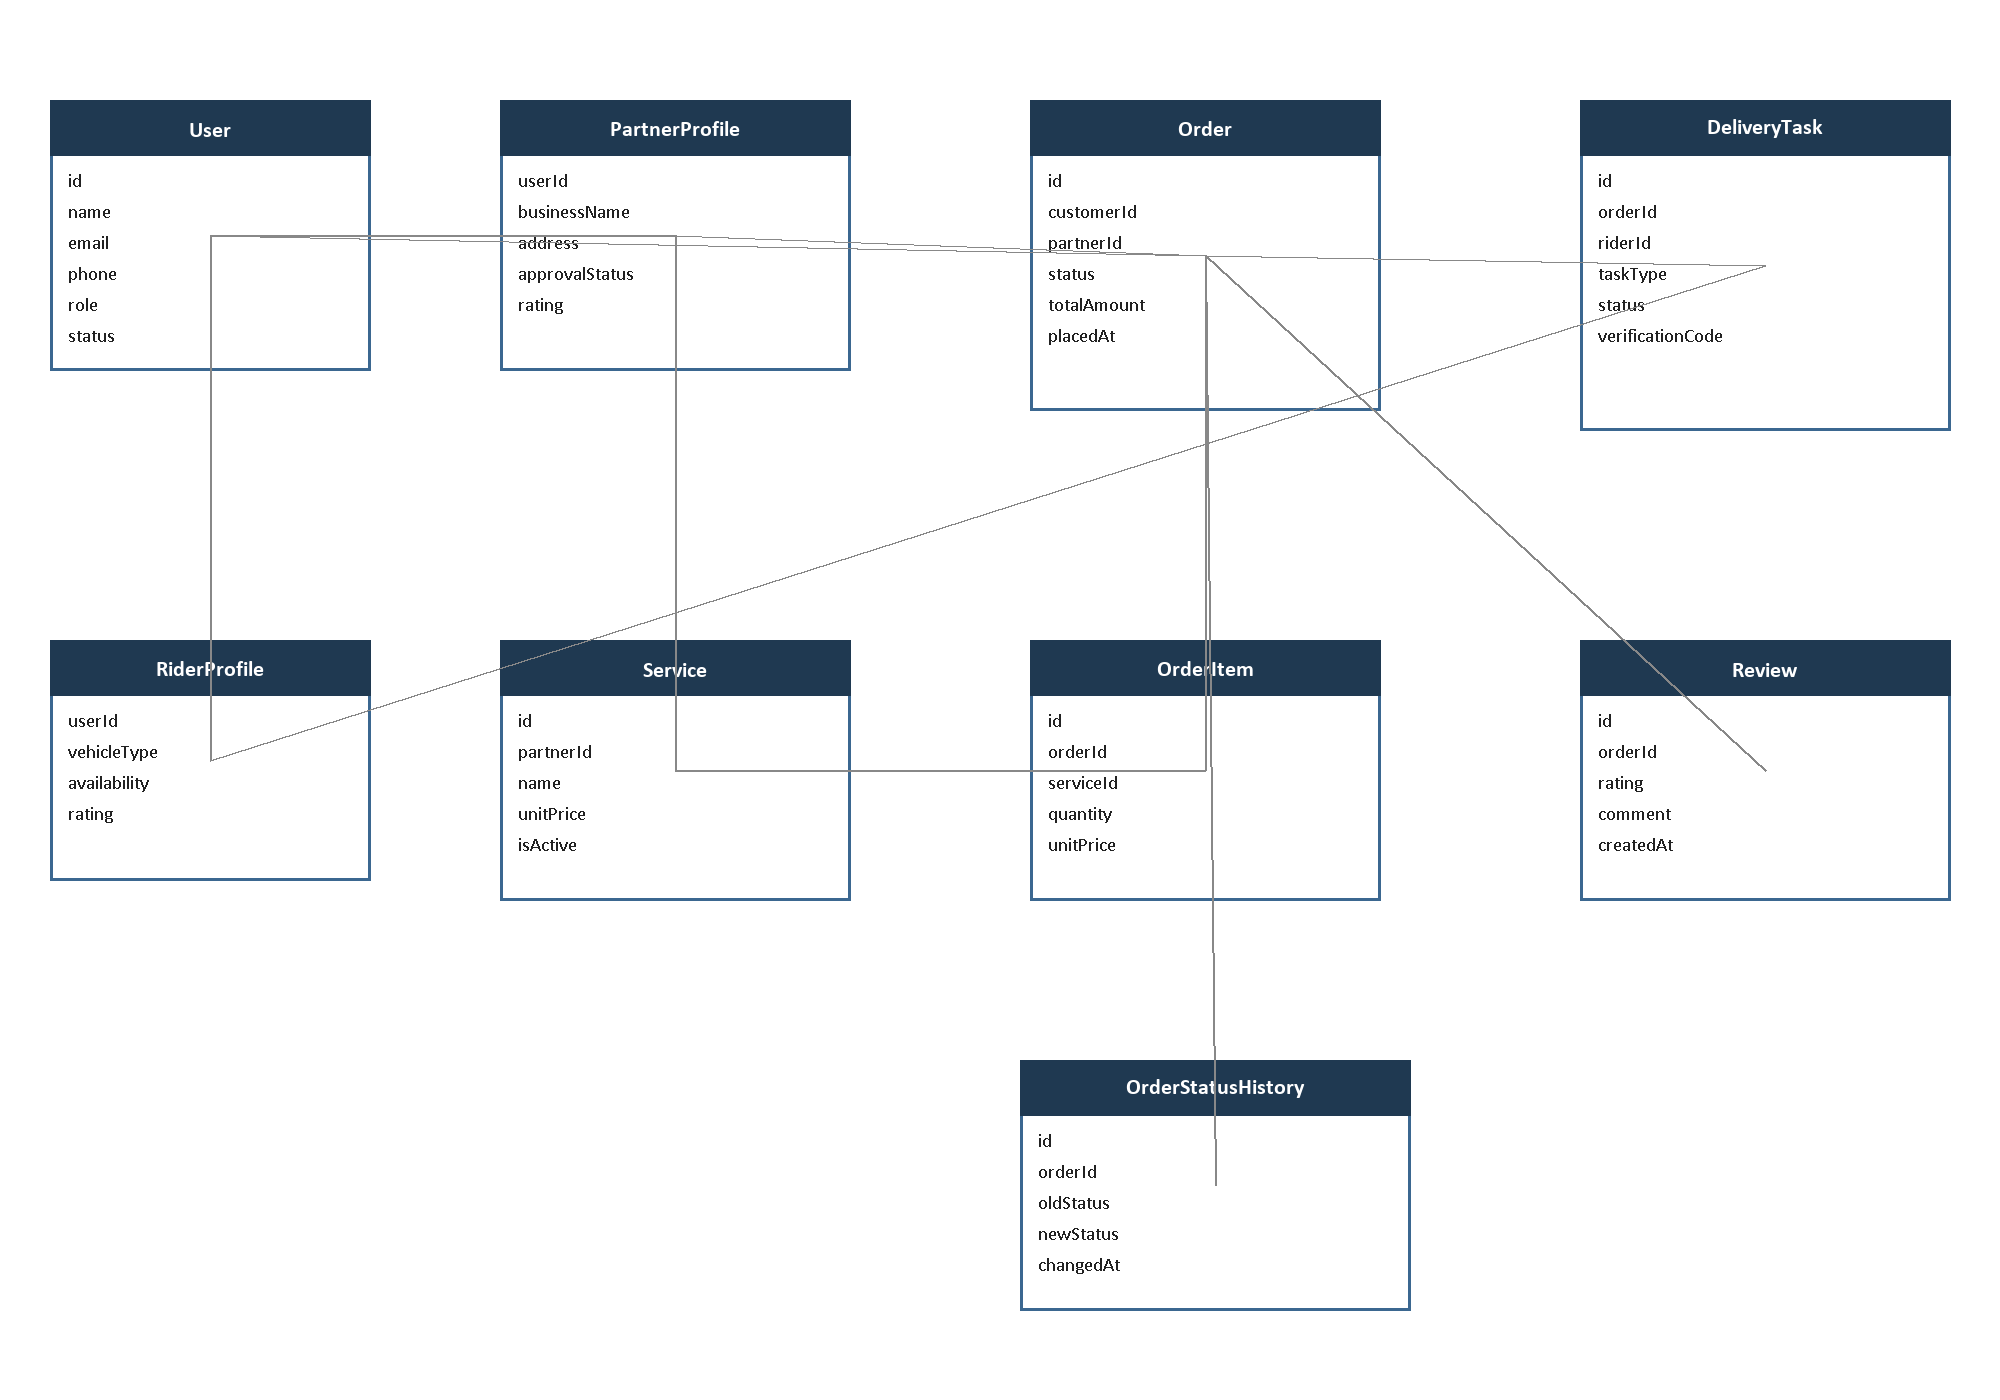 User
id
name
email
phone
role
status
PartnerProfile
userId
businessName
address
approvalStatus
rating
Order
id
customerId
partnerId
status
totalAmount
placedAt
DeliveryTask
id
orderId
riderId
taskType
status
verificationCode
RiderProfile
userId
vehicleType
availability
rating
Service
id
partnerId
name
unitPrice
isActive
OrderItem
id
orderId
serviceId
quantity
unitPrice
Review
id
orderId
rating
comment
createdAt
OrderStatusHistory
id
orderId
oldStatus
newStatus
changedAt